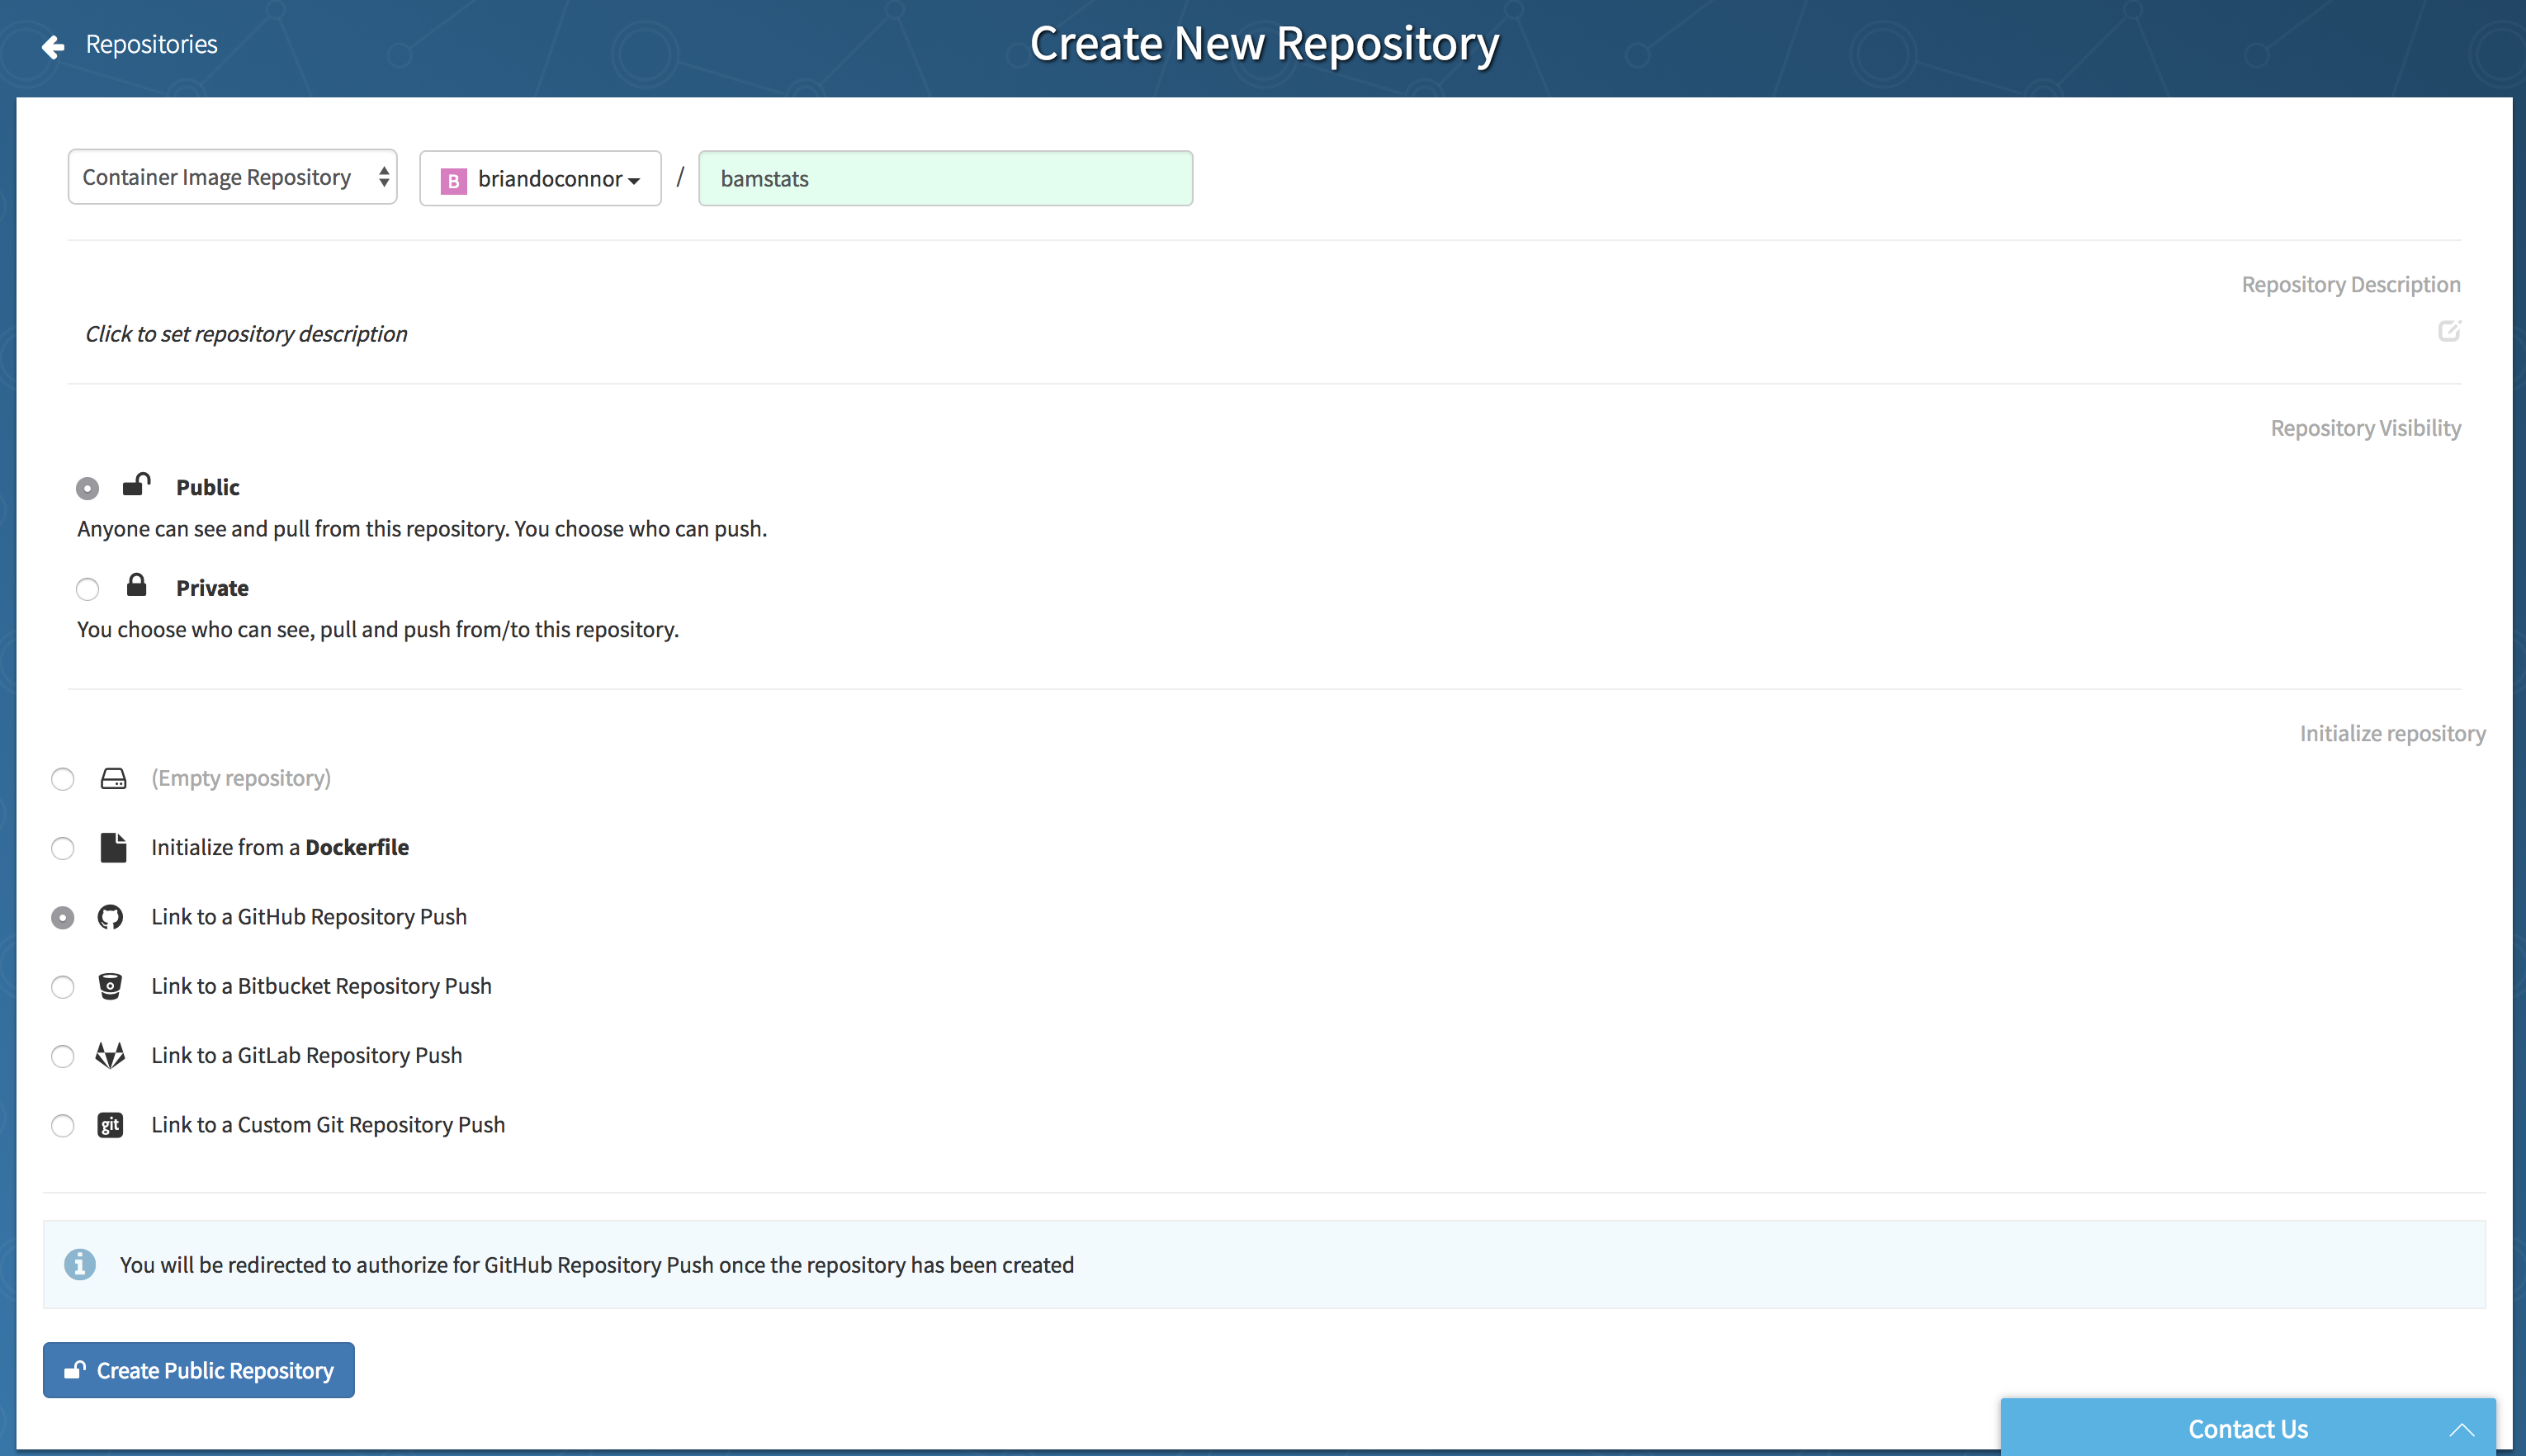 Repositories
Create New Repository
Container Image Repository
B briandoconnor / bamstats
Repository Description
Click to set repository description
Repository Visibility
Public
Anyone can see and pull from this repository. You choose who can push.
Private
You choose who can see, pull and push from/to this repository.
Initialize repository
(Empty repository)
Initialize from a Dockerfile
Link to a GitHub Repository Push
Link to a Bitbucket Repository Push
Link to a GitLab Repository Push
git Link to a Custom Git Repository Push
You will be redirected to authorize for GitHub Repository Push once the repository has been created
Create Public Repository
Contact Us